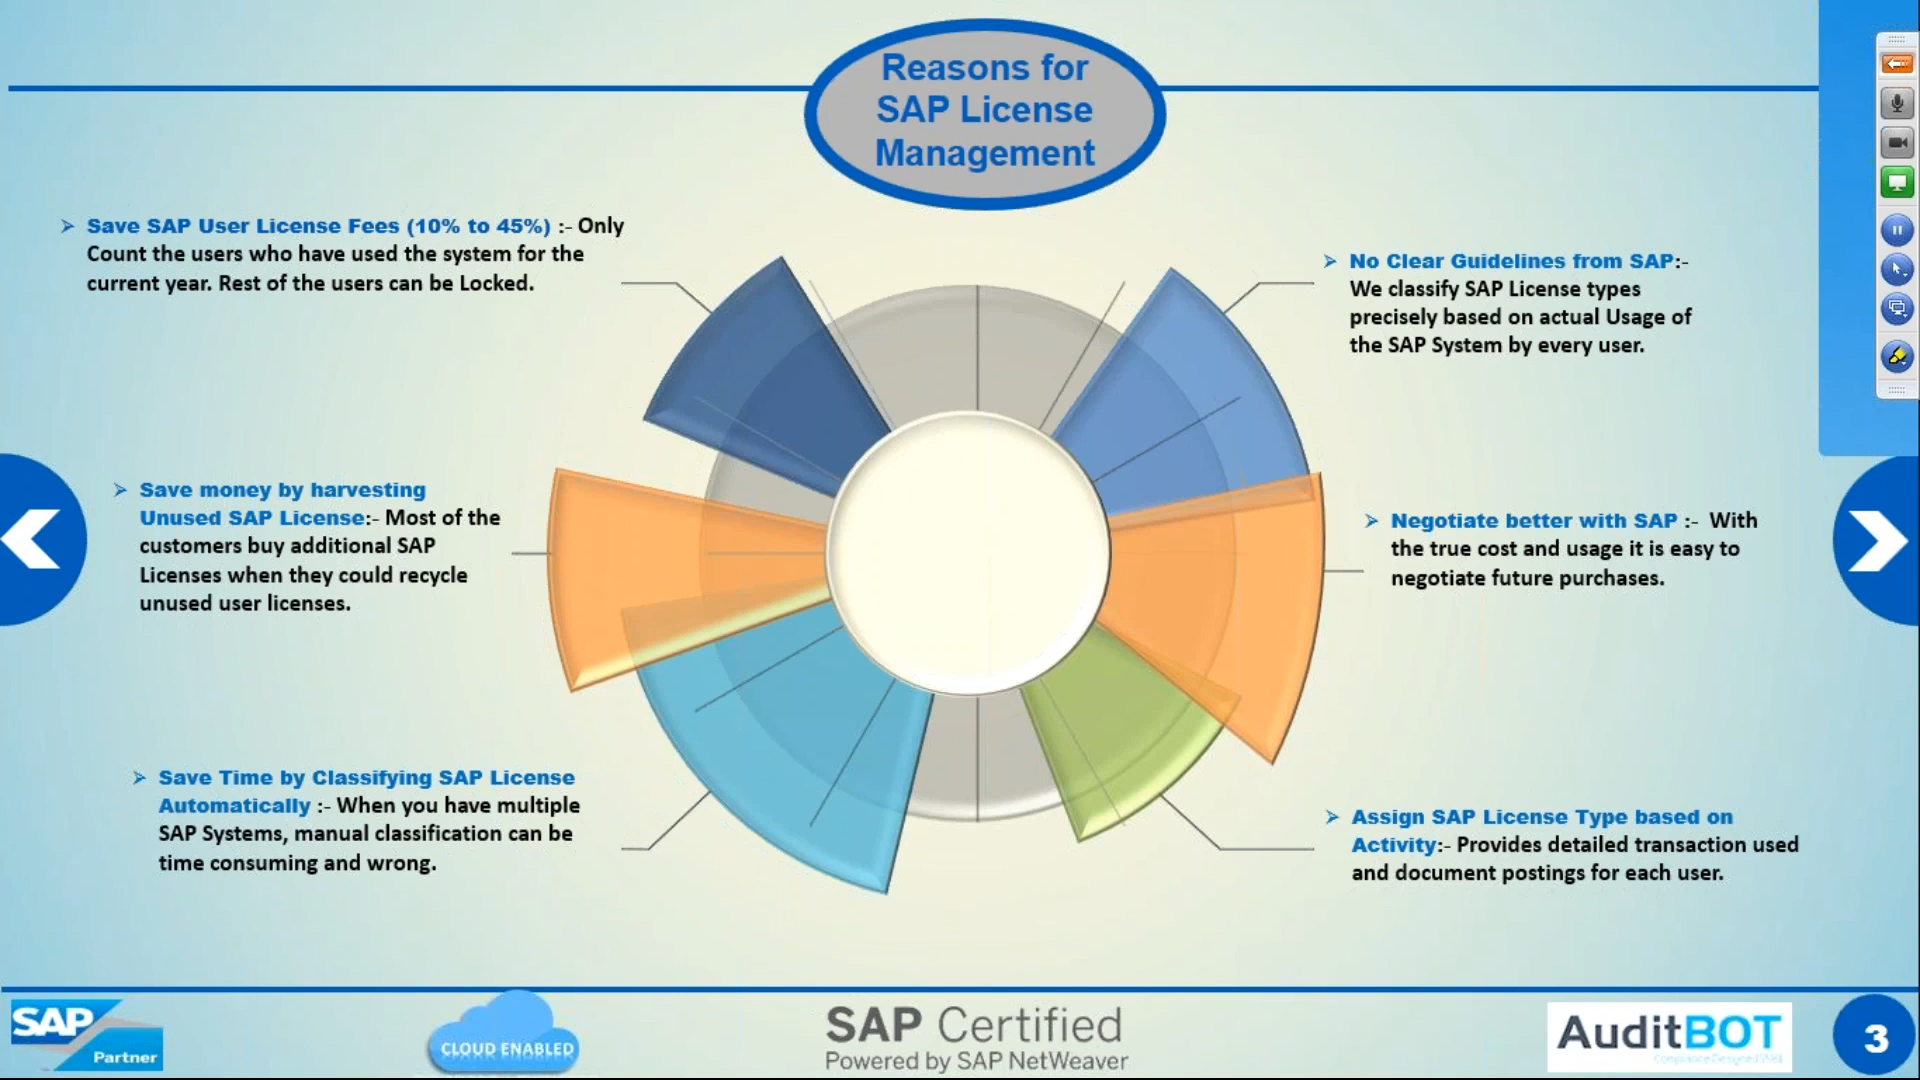 Reasons for
SAP License
Management
➢ Save SAP User License Fees (10% to 45%) :- Only
Count the users who have used the system for the
current year. Rest of the users can be Locked.
➢ Save money by harvesting
Unused SAP License:- Most of the
customers buy additional SAP
Licenses when they could recycle
unused user licenses.
➢ Save Time by Classifying SAP License
Automatically :- When you have multiple
SAP Systems, manual classification can be
time consuming and wrong.
➢ No Clear Guidelines from SAP:-
We classify SAP License types
precisely based on actual Usage of
the SAP System by every user.
➢ Negotiate better with SAP :- With
the true cost and usage it is easy to
negotiate future purchases.
➢ Assign SAP License Type based on
Activity:- Provides detailed transaction used
and document postings for each user.
SAP
Partner
CLOUD ENABLED
SAP Certified
Powered by SAP NetWeaver
AuditBOT
3